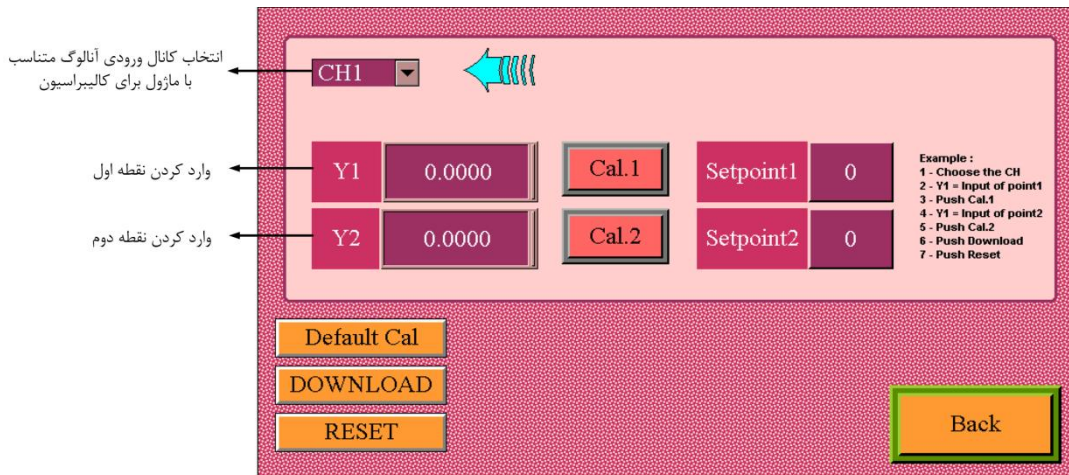 انتخاب کانال ورودی آنالوگ متناسب
با ماژول برای کالیبراسیون
CH1
وارد کردن نقطه اول
Y1
0.0000
Cal.1
Setpoint1
0
وارد کردن نقطه دوم
Y2
0.0000
Cal.2
Setpoint2
0
Example :
1 - Choose the CH
2 - Y1 = Input of point1
3 - Push Cal.1
4 - Y1 = Input of point2
5 - Push Cal.2
6 - Push Download
7 - Push Reset
Default Cal
DOWNLOAD
RESET
Back